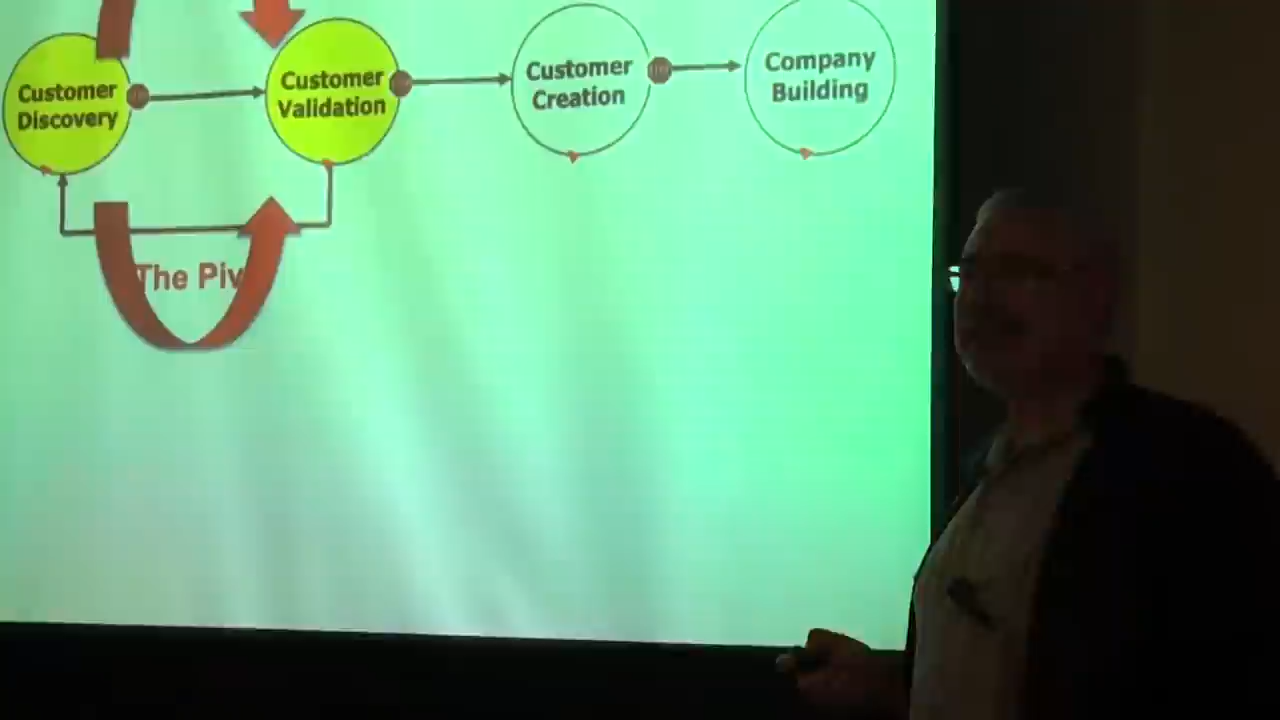 Customer
Discovery
Customer
Validation
Customer
Creation
Company
Building
The Piv